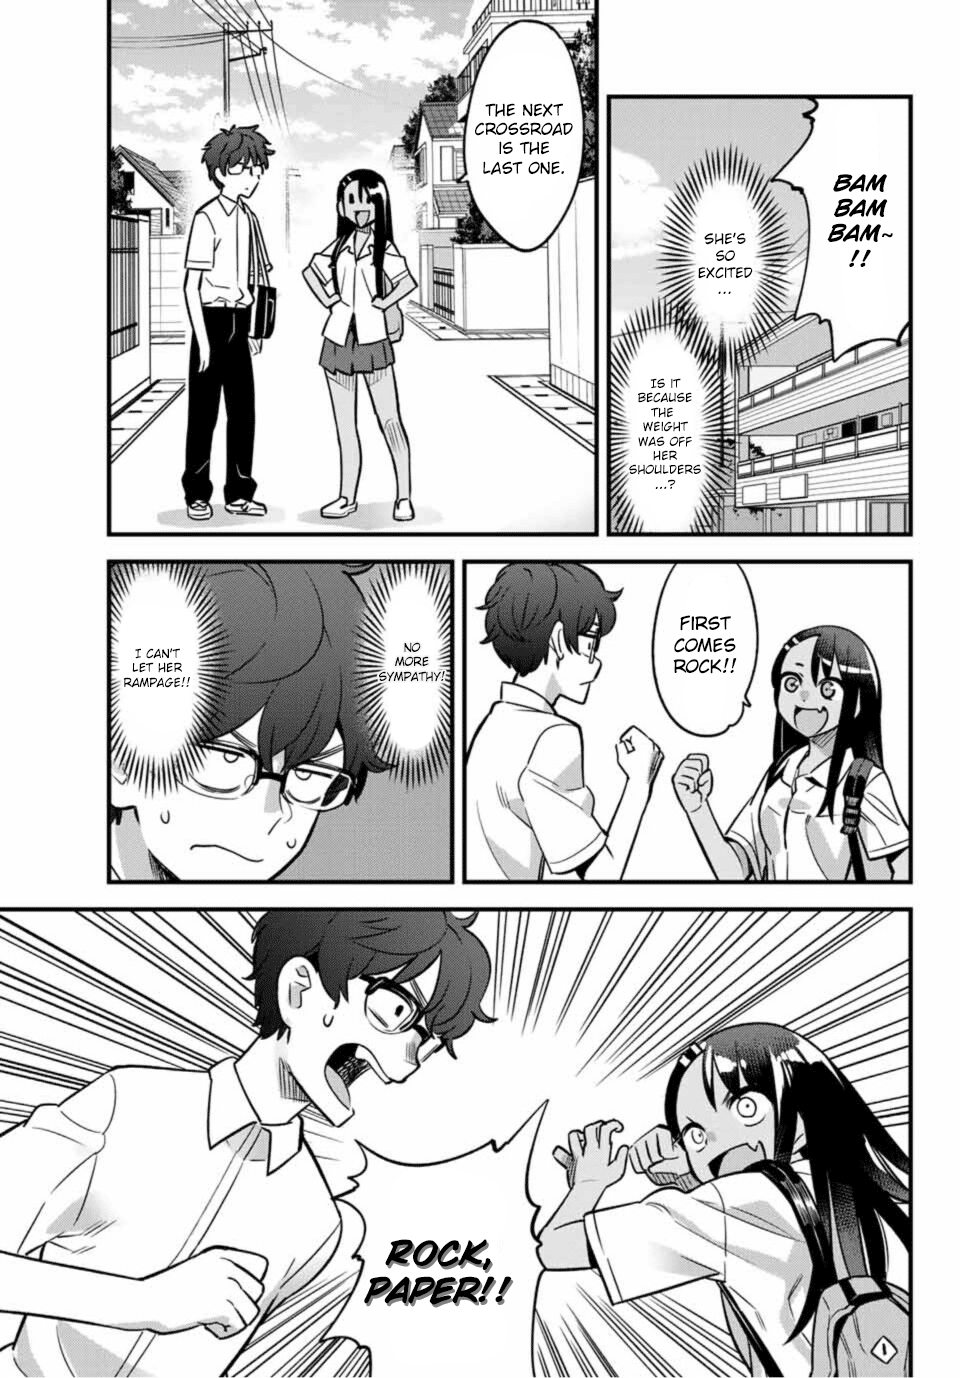 BAM
BAM
BAM~
!!
SHE'S
SO
EXCITED
...
IS IT
BECAUSE
THE
WEIGHT
WAS OFF
HER
SHOULDERS
...?
THE NEXT
CROSSROAD
IS THE
LAST ONE.
FIRST
COMES
ROCK!!
NO
MORE
SYMPATHY!
I CAN'T
LET HER
RAMPAGE!!
ROCK,
PAPER!!